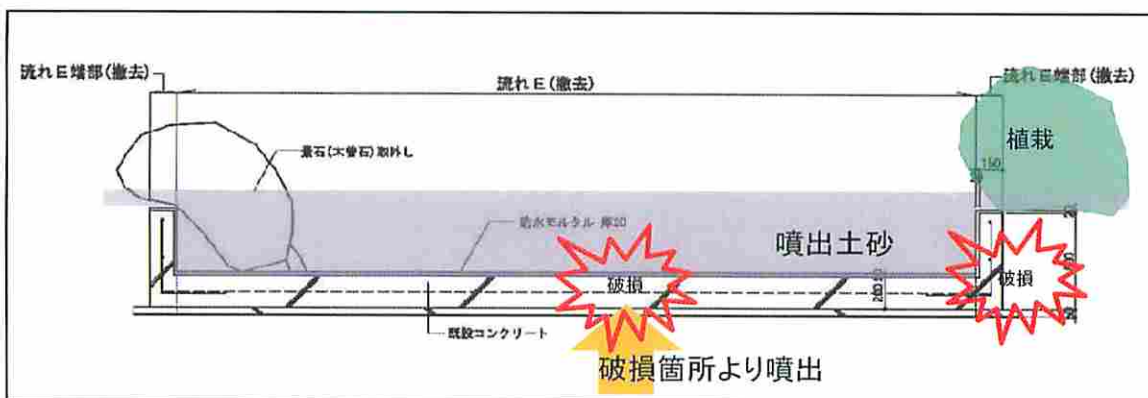 流れE端部(撤去)
流れE(撤去)
流れE端部(撤去)
景石(木曽石)取外し
植栽
150
防水モルタル 厚20
噴出土砂
破損
破損
200
既設コンクリート
破損箇所より噴出